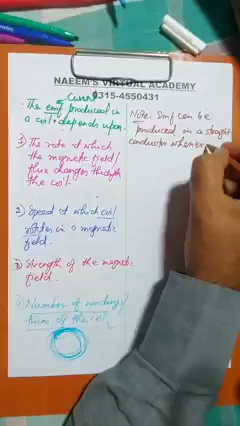 NAEEM'S VIRTUAL ACADEMY
0315-4550431
Current
- The emf produced in
a coil depends upon.
1) The rate at which
the magnetic field/
flux changes through
the coil.
2) Speed at which coil
rotates in a magnetic
field.
3) Strength of the magnetic
field.
4) Number of windings/
turns of the coil.
Note: Emf can be
produced in a straight
conductor when